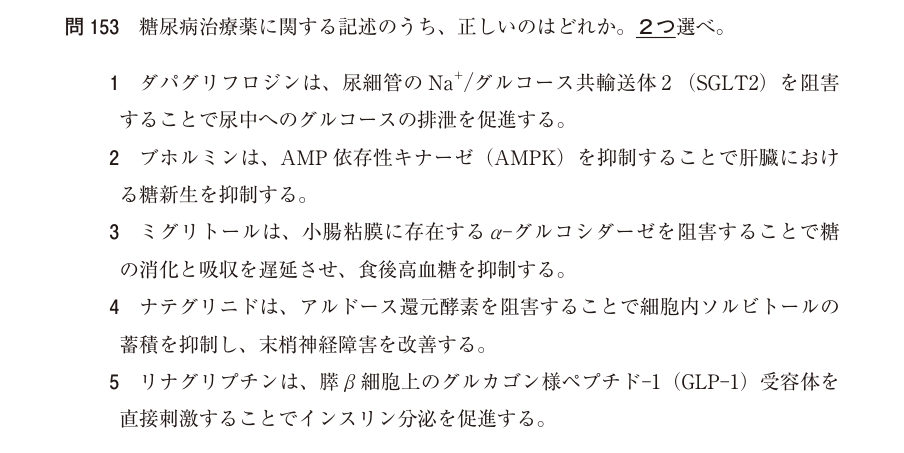 問 153　糖尿病治療薬に関する記述のうち、正しいのはどれか。２つ選べ。
1　ダパグリフロジンは、尿細管の Na⁺/グルコース共輸送体２（SGLT2）を阻害
することで尿中へのグルコースの排泄を促進する。
2　ブホルミンは、AMP 依存性キナーゼ（AMPK）を抑制することで肝臓におけ
る糖新生を抑制する。
3　ミグリトールは、小腸粘膜に存在する α-グルコシダーゼを阻害することで糖
の消化と吸収を遅延させ、食後高血糖を抑制する。
4　ナテグリニドは、アルドース還元酵素を阻害することで細胞内ソルビトールの
蓄積を抑制し、末梢神経障害を改善する。
5　リナグリプチンは、膵 β 細胞上のグルカゴン様ペプチド-1（GLP-1）受容体を
直接刺激することでインスリン分泌を促進する。